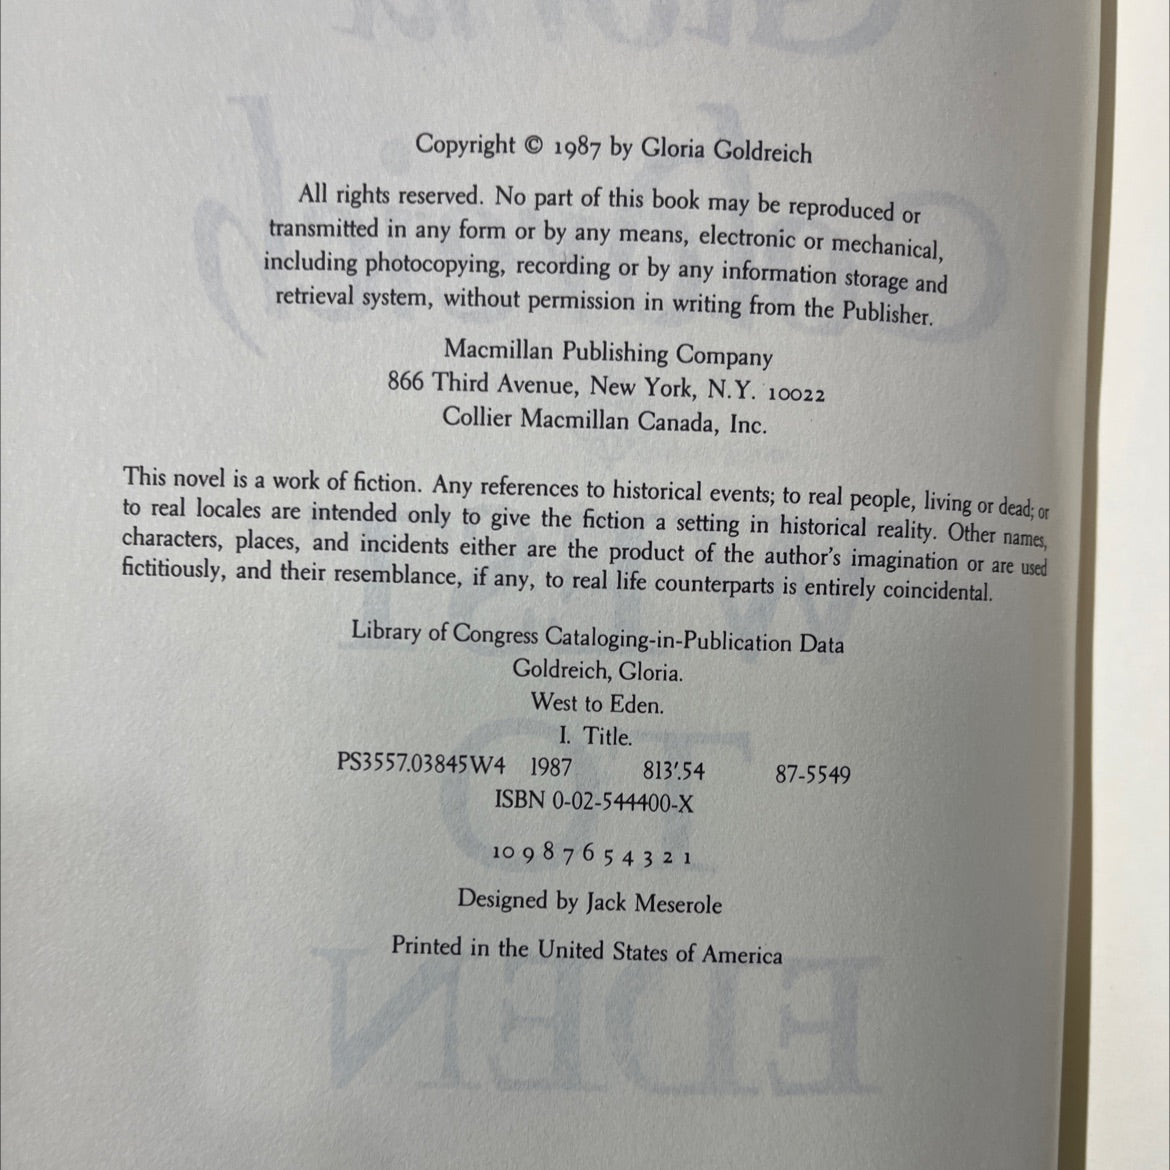 Copyright © 1987 by Gloria Goldreich
All rights reserved. No part of this book may be reproduced or
transmitted in any form or by any means, electronic or mechanical,
including photocopying, recording or by any information storage and
retrieval system, without permission in writing from the Publisher.
Macmillan Publishing Company
866 Third Avenue, New York, N.Y. 10022
Collier Macmillan Canada, Inc.
This novel is a work of fiction. Any references to historical events; to real people, living or dead; or
to real locales are intended only to give the fiction a setting in historical reality. Other names,
characters, places, and incidents either are the product of the author's imagination or are used
fictitiously, and their resemblance, if any, to real life counterparts is entirely coincidental.
Library of Congress Cataloging-in-Publication Data
Goldreich, Gloria.
West to Eden.
I. Title.
PS3557.03845W4 1987 813'.54 87-5549
ISBN 0-02-544400-X
10 9 8 7 6 5 4 3 2 1
Designed by Jack Meserole
Printed in the United States of America